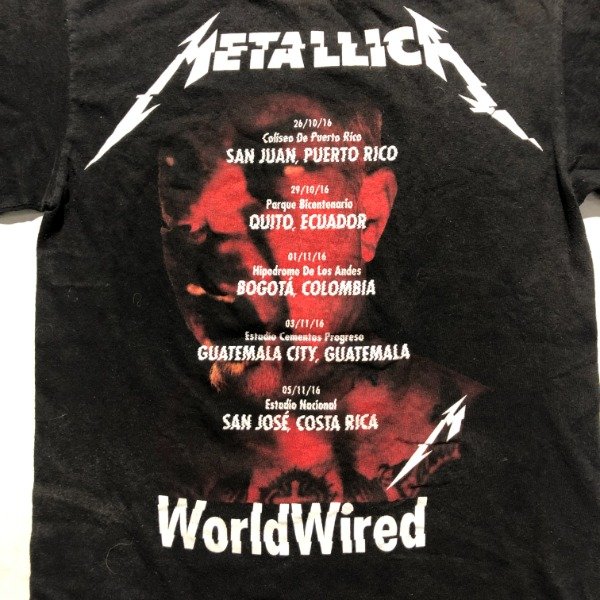 METALLICA
26/10/16
Coliseo De Puerto Rico
SAN JUAN, PUERTO RICO
29/10/16
Parque Bicentenario
QUITO, ECUADOR
01/11/16
Hipodromo De Los Andes
BOGOTÁ, COLOMBIA
03/11/16
Estadio Cementos Progreso
GUATEMALA CITY, GUATEMALA
05/11/16
Estadio Nacional
SAN JOSÉ, COSTA RICA
M
WorldWired